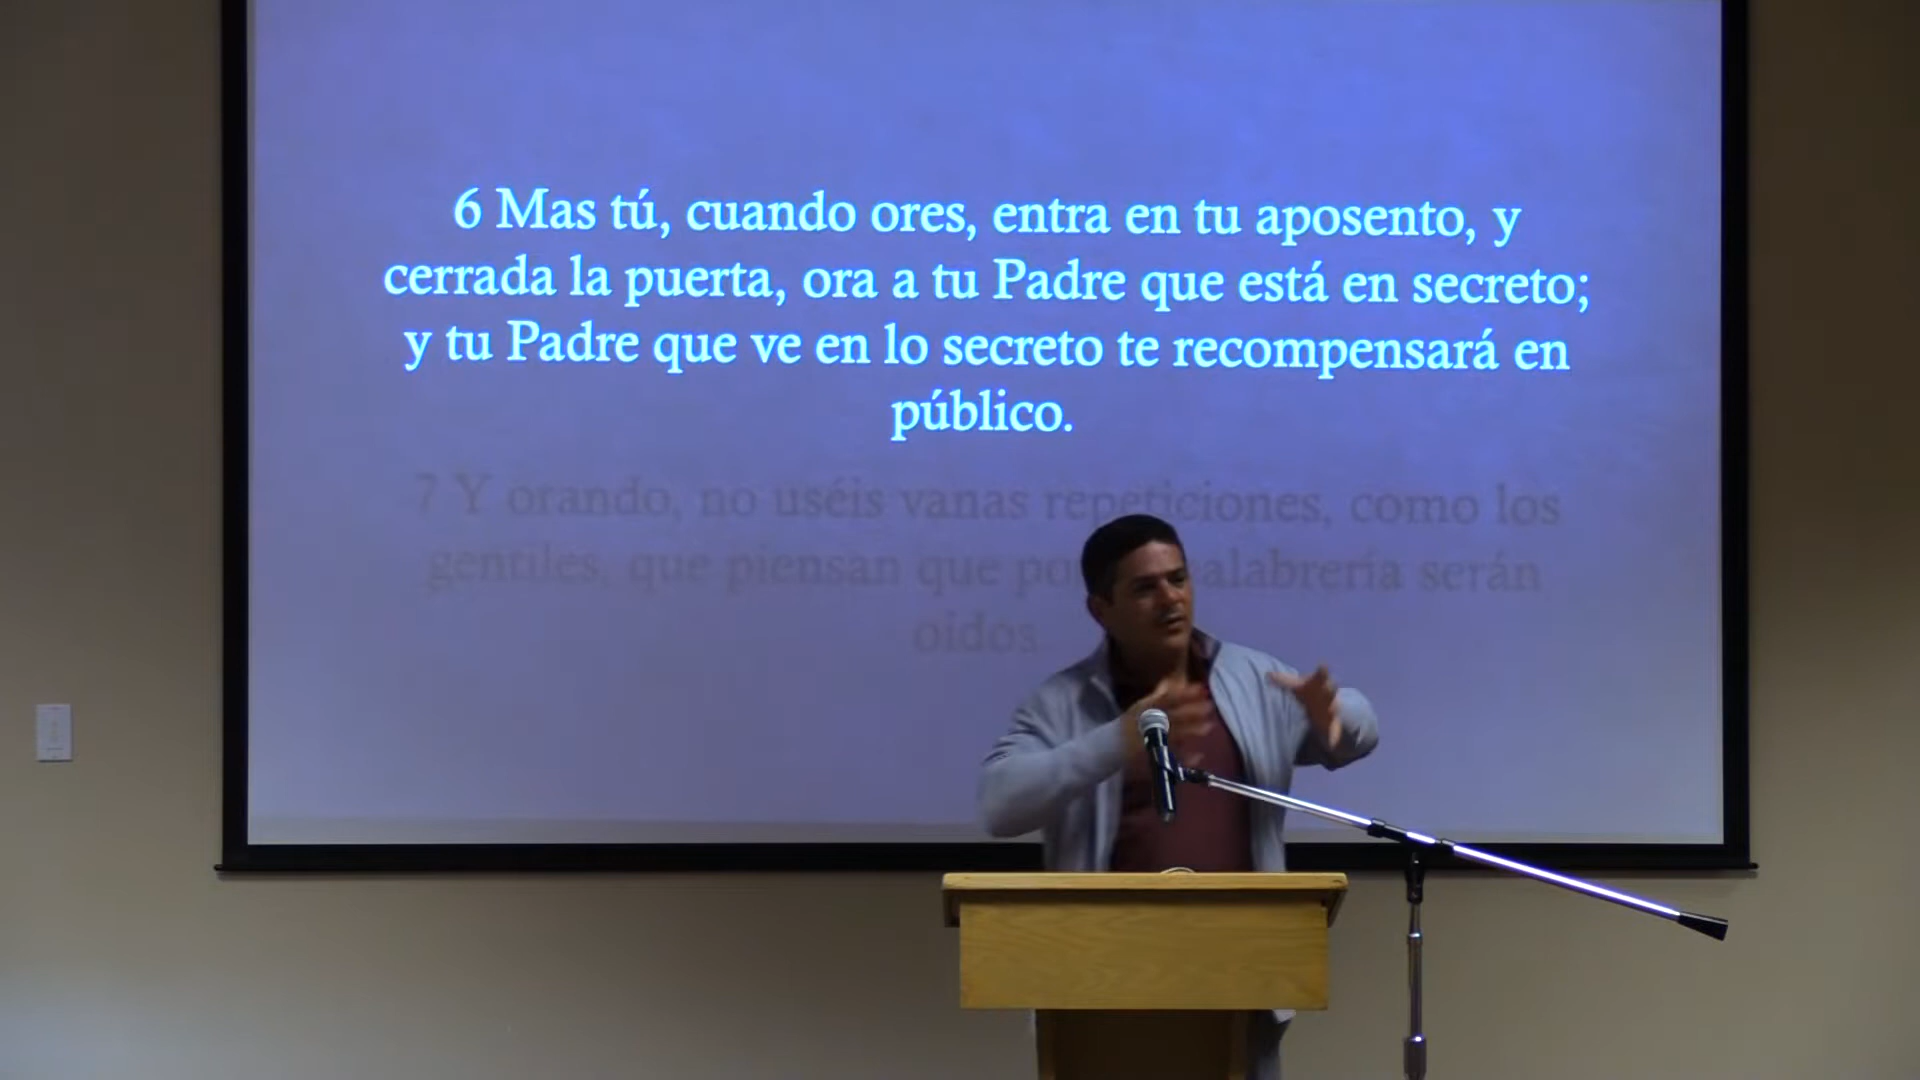 6 Mas tú, cuando ores, entra en tu aposento, y
cerrada la puerta, ora a tu Padre que está en secreto;
y tu Padre que ve en lo secreto te recompensará en
público.
7 Y orando, no uséis vanas repeticiones, como los
gentiles, que piensan que serán
oidos.